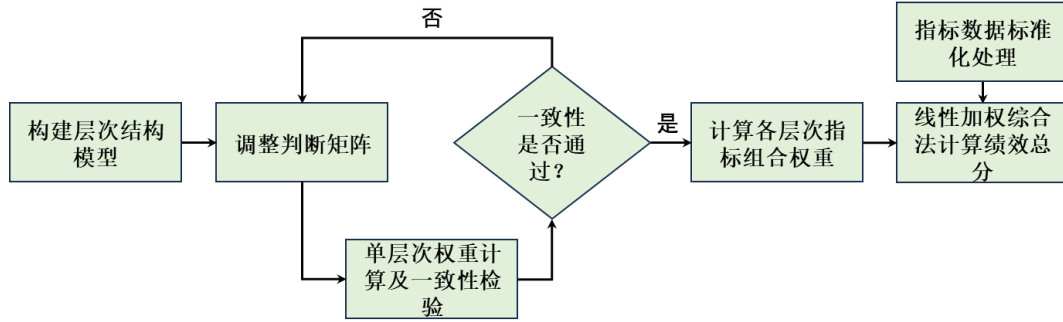 否
指标数据标准
化处理
构建层次结构
模型
调整判断矩阵
一致性
是否通
过？
是
计算各层次指
标组合权重
线性加权综合
法计算绩效总
分
单层次权重计
算及一致性检
验